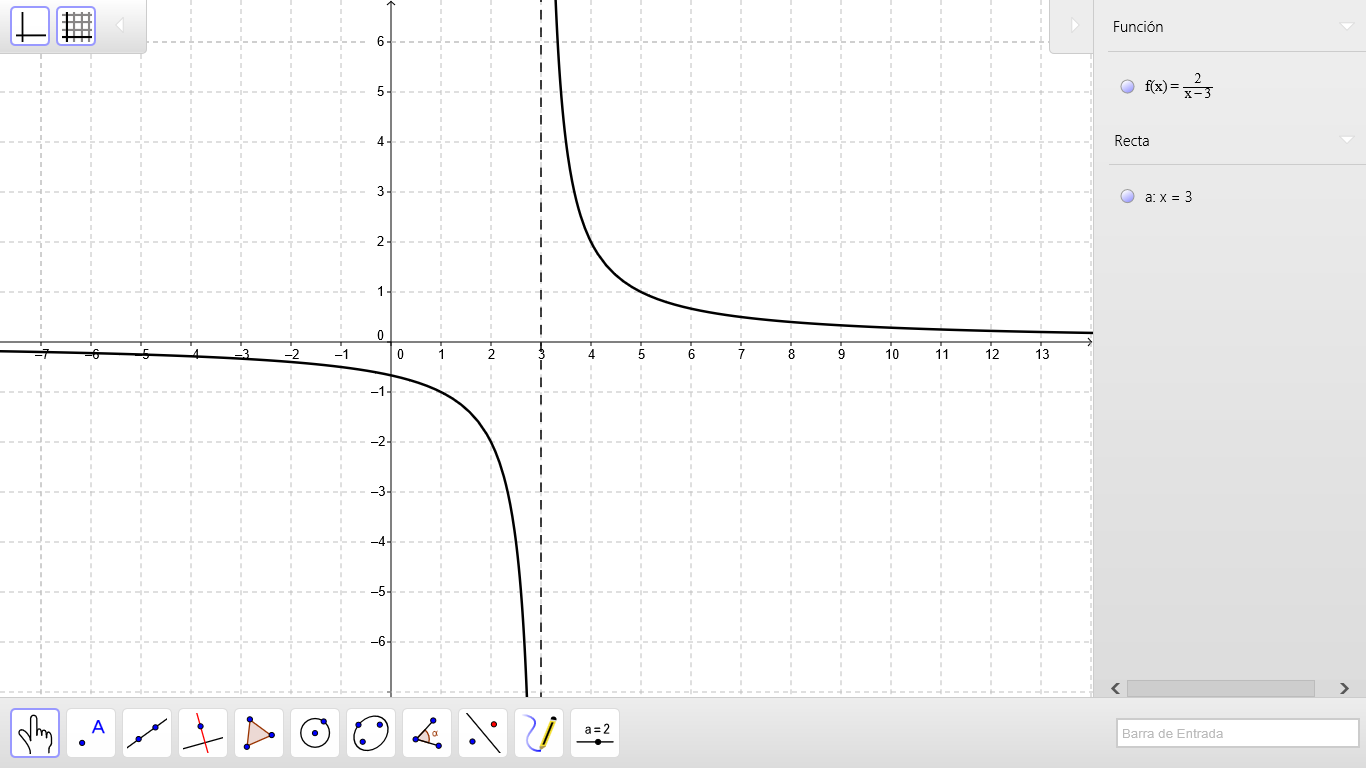 Función
f(x) = 2/(x−3)
Recta
a: x = 3
6
5
4
3
2
1
0
−1
−2
−3
−4
−5
−6
−7 −6 −5 −4 −3 −2 −1 0 1 2 3 4 5 6 7 8 9 10 11 12 13
A
α
a = 2
Barra de Entrada